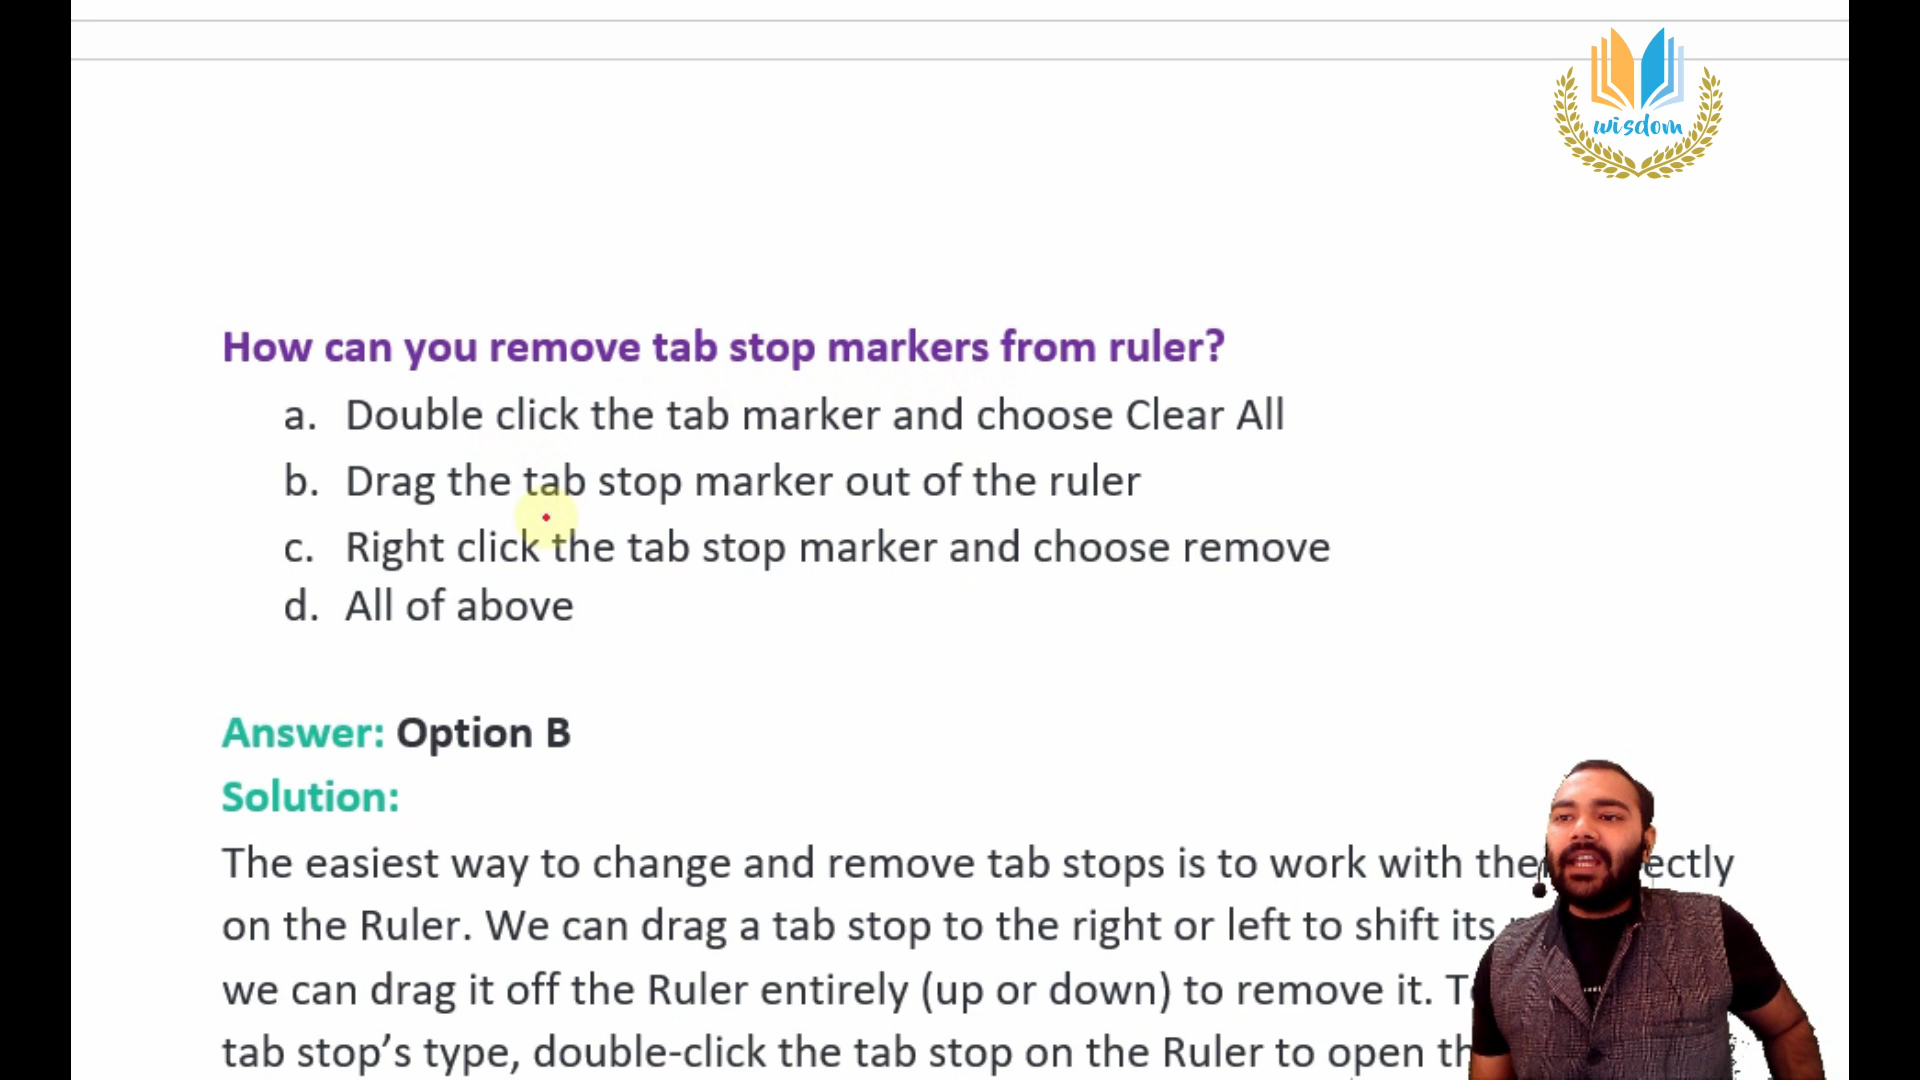 wisdom
How can you remove tab stop markers from ruler?
a. Double click the tab marker and choose Clear All
b. Drag the tab stop marker out of the ruler
c. Right click the tab stop marker and choose remove
d. All of above
Answer: Option B
Solution:
The easiest way to change and remove tab stops is to work with
on the Ruler. We can drag a tab stop to the right or left to shift its
we can drag it off the Ruler entirely (up or down) to remove it.
tab stop’s type, double-click the tab stop on the Ruler to open